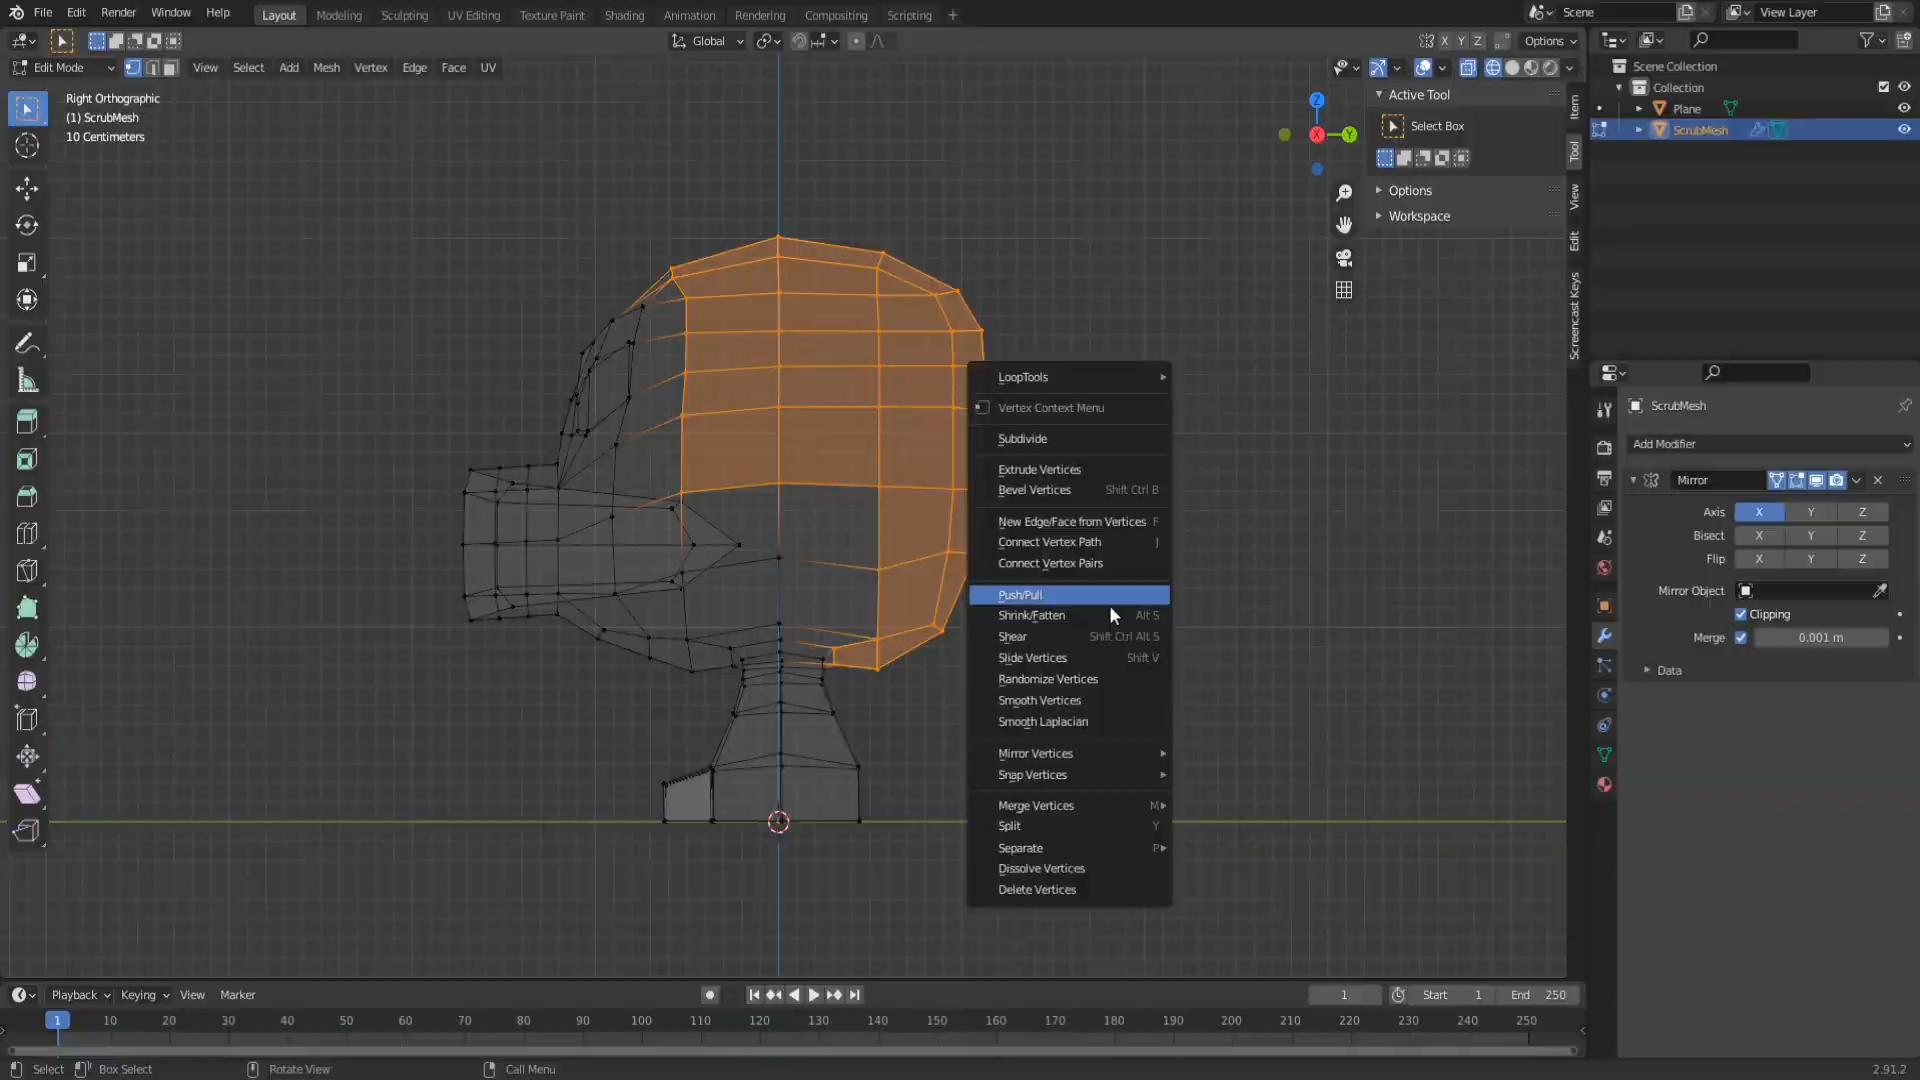 File Edit Render Window Help Layout Modeling Sculpting UV Editing Texture Paint Shading Animation Rendering Compositing Scripting + Scene View Layer
Global X Y Z Options
Edit Mode View Select Add Mesh Vertex Edge Face UV
Right Orthographic
(1) ScrubMesh
10 Centimeters
Z
X
Y
Active Tool
Select Box
Options
Workspace
Item
Tool
View
Edit
Screencast Keys
Scene Collection
Collection
Plane
ScrubMesh
LoopTools
Vertex Context Menu
Subdivide
Extrude Vertices
Bevel Vertices Shift Ctrl B
New Edge/Face from Vertices F
Connect Vertex Path J
Connect Vertex Pairs
Push/Pull
Shrink/Fatten Alt S
Shear Shift Ctrl Alt S
Slide Vertices Shift V
Randomize Vertices
Smooth Vertices
Smooth Laplacian
Mirror Vertices
Snap Vertices
Merge Vertices M
Split Y
Separate P
Dissolve Vertices
Delete Vertices
ScrubMesh
Add Modifier
Mirror
Axis X Y Z
Bisect X Y Z
Flip X Y Z
Mirror Object
Clipping
Merge 0.001 m
Data
Playback Keying View Marker 1 Start 1 End 250
1 10 20 30 40 50 60 70 80 90 100 110 120 130 140 150 160 170 180 190 200 210 220 230 240 250
Select Box Select Rotate View Call Menu 2.91.2